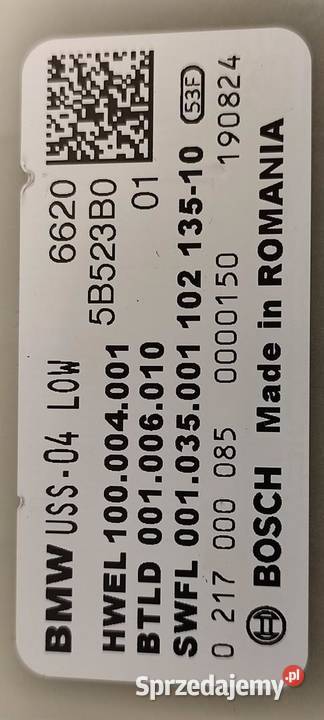 BMW USS-04 LOW 6620
5B523B0
HWEL 100.004.001
BTLD 001.006.010 01
SWFL 001.035.001 102 135-10 53F
0 217 000 085 0000150 190824
BOSCH Made in ROMANIA
Sprzedajemy.pl